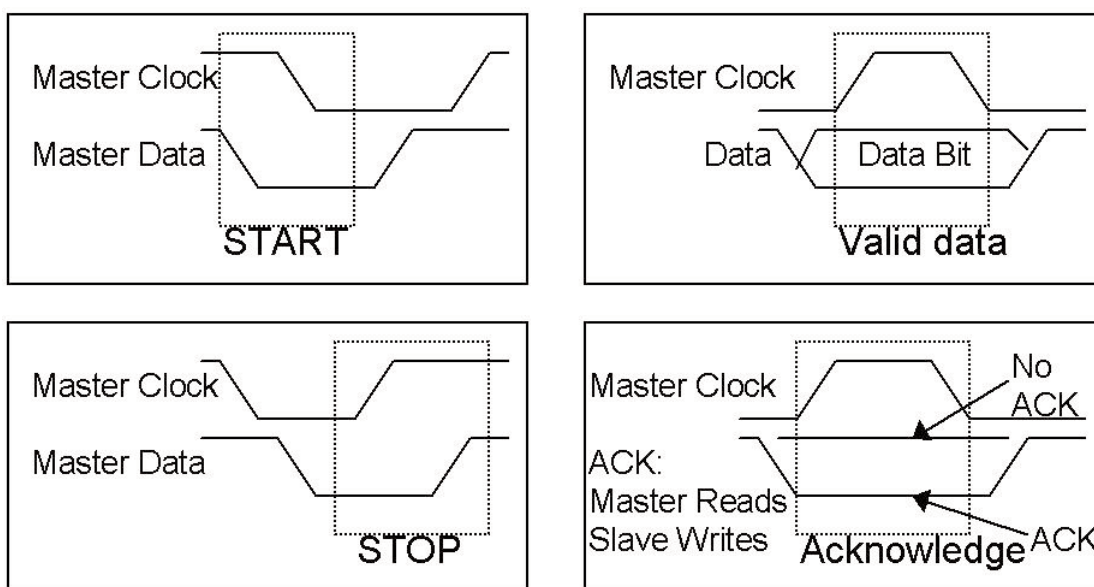 Master Clock
Master Data
START
Master Clock
Data
Data Bit
Valid data
Master Clock
Master Data
STOP
Master Clock
No
ACK
ACK:
Master Reads
Slave Writes
Acknowledge
ACK